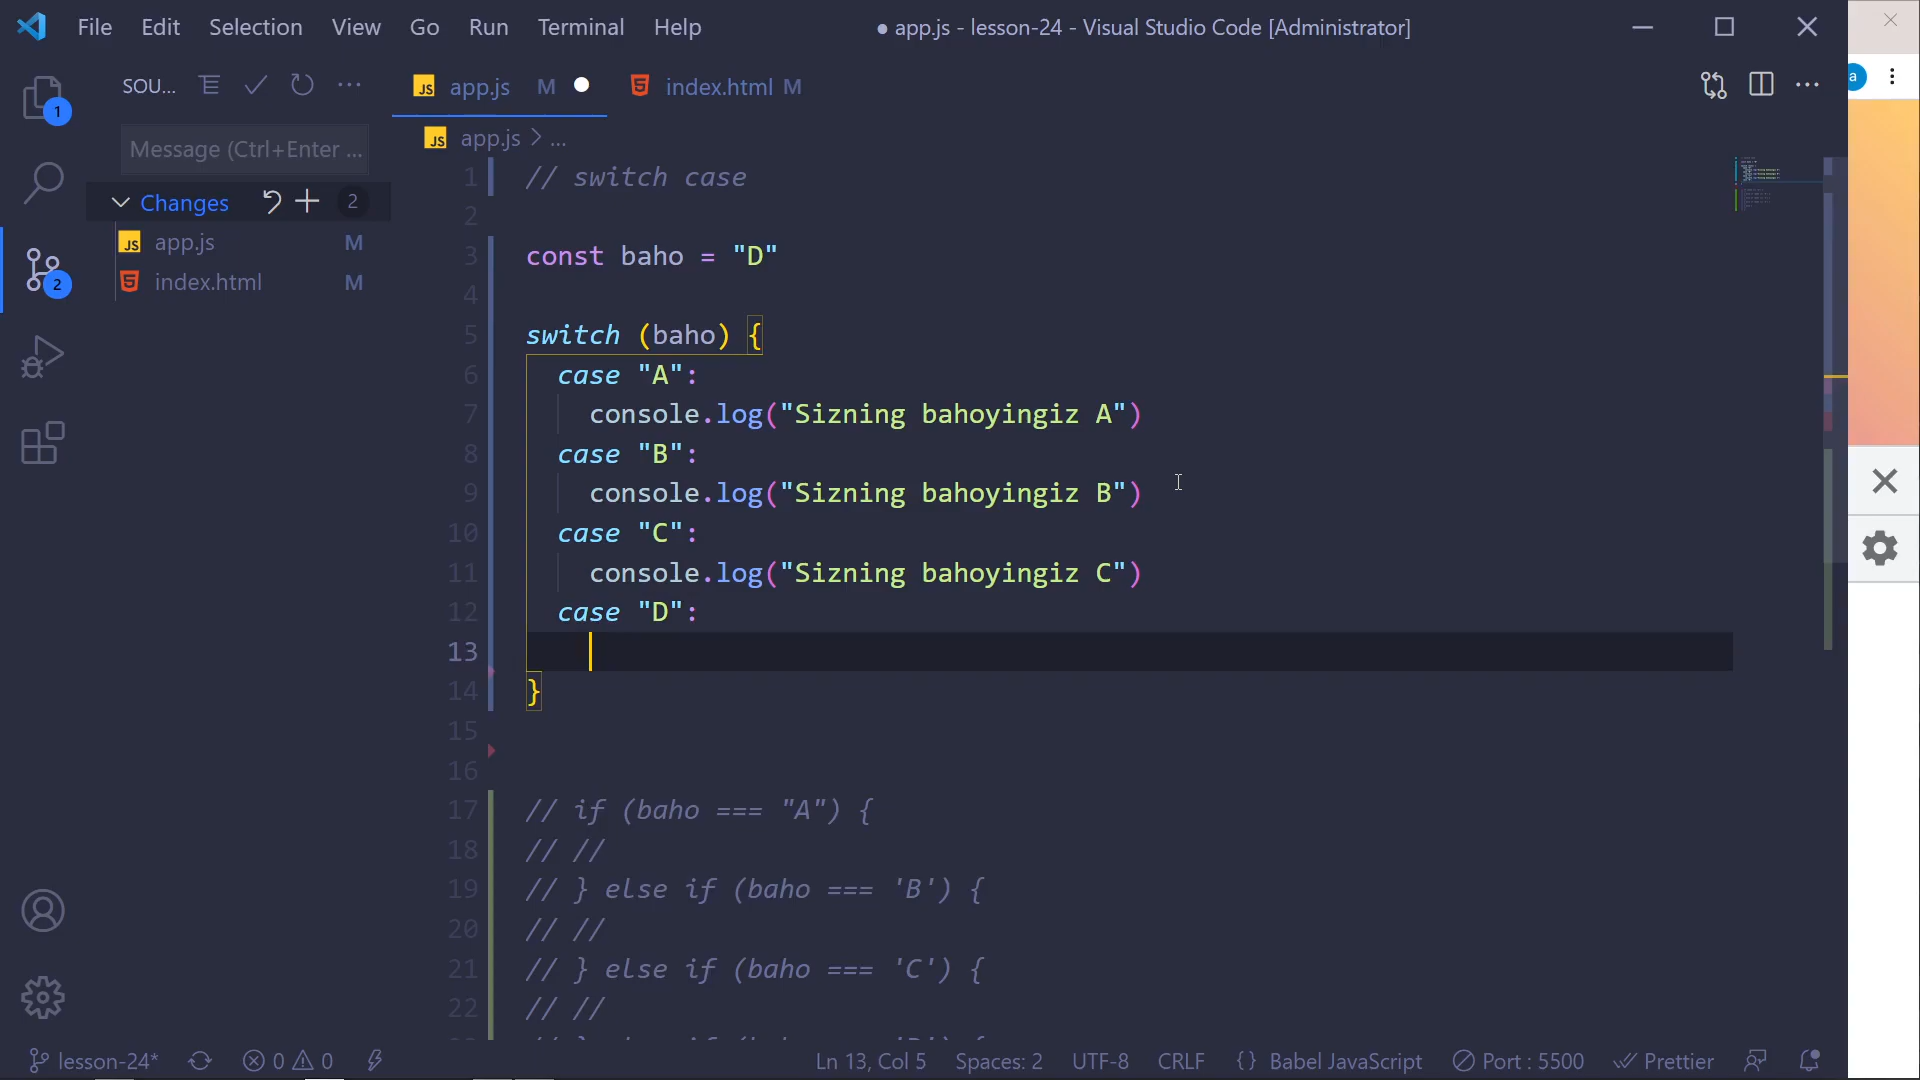 File Edit Selection View Go Run Terminal Help
● app.js - lesson-24 - Visual Studio Code [Administrator]
SOU...
JS app.js M
index.html M
a
1
JS app.js > ...
Message (Ctrl+Enter ...
Changes 2
JS app.js M
index.html M
2
1 // switch case
2
3 const baho = "D"
4
5 switch (baho) {
6 case "A":
7 console.log("Sizning bahoyingiz A")
8 case "B":
9 console.log("Sizning bahoyingiz B")
10 case "C":
11 console.log("Sizning bahoyingiz C")
12 case "D":
13
14 }
15
16
17 // if (baho === "A") {
18 // //
19 // } else if (baho === 'B') {
20 // //
21 // } else if (baho === 'C') {
22 // //
lesson-24* 0 0 Ln 13, Col 5 Spaces: 2 UTF-8 CRLF {} Babel JavaScript Port : 5500 Prettier